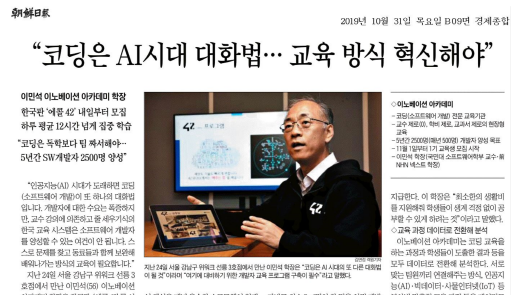 朝鮮日報
2019년 10월 31일 목요일 B09면 경제종합
“코딩은 AI시대 대화법… 교육 방식 혁신해야”
이민석 이노베이션 아카데미 학장
한국판 ‘에콜 42’ 내일부터 모집
하루 평균 12시간 넘게 집중 학습
“코딩은 독학보다 팀 짜서해야…
5년간 SW개발자 2500명 양성”
“인공지능(AI) 시대가 도래하면 코딩
(소프트웨어 개발)이 또 하나의 대화법
입니다. 개발자에 대한 수요는 폭증하지
만, 교수 강의에 의존하고 줄 세우기식의
한국 교육 시스템은 소프트웨어 개발자
를 양성할 수 있는 여건이 안 됩니다. 스
스로 문제를 찾고 동료들과 함께 보완해
해워나가는 방식의 교육이 필요합니다.”
지난 24일 서울 강남구 위워크 선릉 3
호점에서 만난 이민석(56) 이노베이션
42
프로그램
지난 24일 서울 강남구 위워크 선릉 3호점에서 만난 이민석 학장은 “코딩은 AI 시대의 또 다른 대화법
이 될 것”이라며 “여기에 대비하기 위한 개발자 교육 프로그램 구축이 필수”라고 말했다.
◇이노베이션 아카데미
- 코딩(소프트웨어 개발) 전문 교육기관
- 교수 제로(0), 학비 제로, 교과서 제로의 현장형
교육
- 5년간 2500명(매년 500명) 개발자 양성 목표
- 11월 1일부터 1기 교육생 모집 시작
- 이민석 학장(국민대 소프트웨어학부 교수·前
NHN 넥스트 학장)
지급한다. 이 학장은 “최소한의 생활비
를 지원해줘 학생들이 생계 걱정 없이 공
부할 수 있게 하려는 것”이라고 말했다.
◇교육 과정 데이터로 전환해 분석
이노베이션 아카데미는 코딩 교육을
하는 과정과 학생들이 도출한 결과 등을
모두 데이터로 전환해 분석한다. 서로
맞는 팀원끼리 연결해주는 방식, 인공지
능(AI)·빅데이터·사물인터넷(IoT) 등